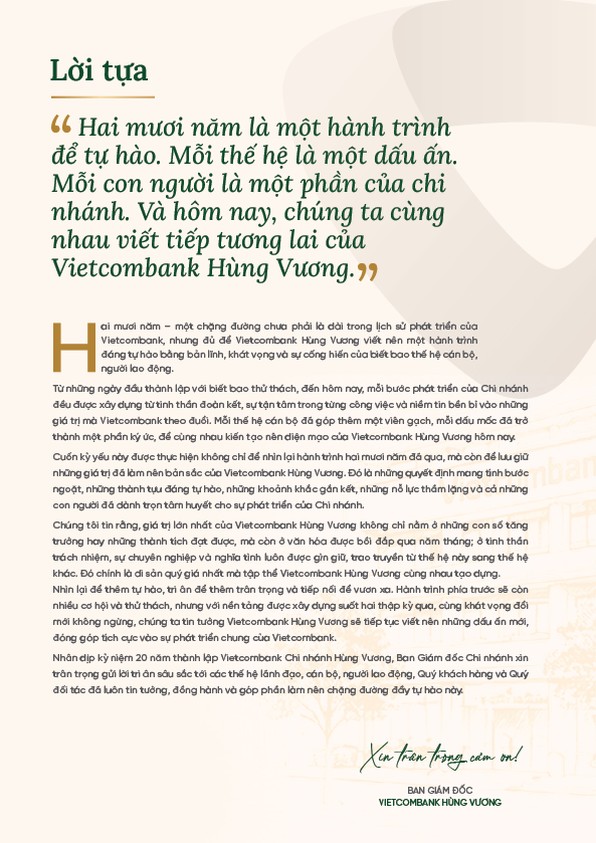 Lời tựa
“ Hai mươi năm là một hành trình
để tự hào. Mỗi thế hệ là một dấu ấn.
Mỗi con người là một phần của chi
nhánh. Và hôm nay, chúng ta cùng
nhau viết tiếp tương lai của
Vietcombank Hùng Vương.”
Hai mươi năm – một chặng đường chưa phải là dài trong lịch sử phát triển của
Vietcombank, nhưng đủ để Vietcombank Hùng Vương viết nên một hành trình
đáng tự hào bằng bản lĩnh, khát vọng và sự cống hiến của biết bao thế hệ cán bộ,
người lao động.
Từ những ngày đầu thành lập với biết bao thử thách, đến hôm nay, mỗi bước phát triển của Chi nhánh
đều được xây dựng từ tinh thần đoàn kết, sự tận tâm trong từng công việc và niềm tin bền bỉ vào những
giá trị mà Vietcombank theo đuổi. Mỗi thế hệ cán bộ đã góp thêm một viên gạch, mỗi dấu mốc đã trở
thành một phần ký ức, để cùng nhau kiến tạo nên diện mạo của Vietcombank Hùng Vương hôm nay.
Cuốn kỷ yếu này được thực hiện không chỉ để nhìn lại hành trình hai mươi năm đã qua, mà còn để lưu giữ
những giá trị đã làm nên bản sắc của Vietcombank Hùng Vương. Đó là những quyết định mang tính bước
ngoặt, những thành tựu đáng tự hào, những khoảnh khắc gắn kết, những nỗ lực thầm lặng và cả những
con người đã dành trọn tâm huyết cho sự phát triển của Chi nhánh.
Chúng tôi tin rằng, giá trị lớn nhất của Vietcombank Hùng Vương không chỉ nằm ở những con số tăng
trưởng hay những thành tích đạt được, mà còn ở văn hóa được bồi đắp qua năm tháng; ở tinh thần
trách nhiệm, sự chuyên nghiệp và nghĩa tình luôn được gìn giữ, trao truyền từ thế hệ này sang thế hệ
khác. Đó chính là di sản quý giá nhất mà tập thể Vietcombank Hùng Vương cùng nhau tạo dựng.
Nhìn lại để thêm tự hào, tri ân để thêm trân trọng và tiếp nối để vươn xa. Hành trình phía trước sẽ còn
nhiều cơ hội và thử thách, nhưng với nền tảng được xây dựng suốt hai thập kỷ qua, cùng khát vọng đổi
mới không ngừng, chúng ta tin tưởng Vietcombank Hùng Vương sẽ tiếp tục viết nên những dấu ấn mới,
đóng góp tích cực vào sự phát triển chung của Vietcombank.
Nhân dịp kỷ niệm 20 năm thành lập Vietcombank Chi nhánh Hùng Vương, Ban Giám đốc Chi nhánh xin
trân trọng gửi lời tri ân sâu sắc tới các thế hệ lãnh đạo, cán bộ, người lao động, Quý khách hàng và Quý
đối tác đã luôn tin tưởng, đồng hành và góp phần làm nên chặng đường đầy tự hào này.
Xin trân trọng cảm ơn!
BAN GIÁM ĐỐC
VIETCOMBANK HÙNG VƯƠNG